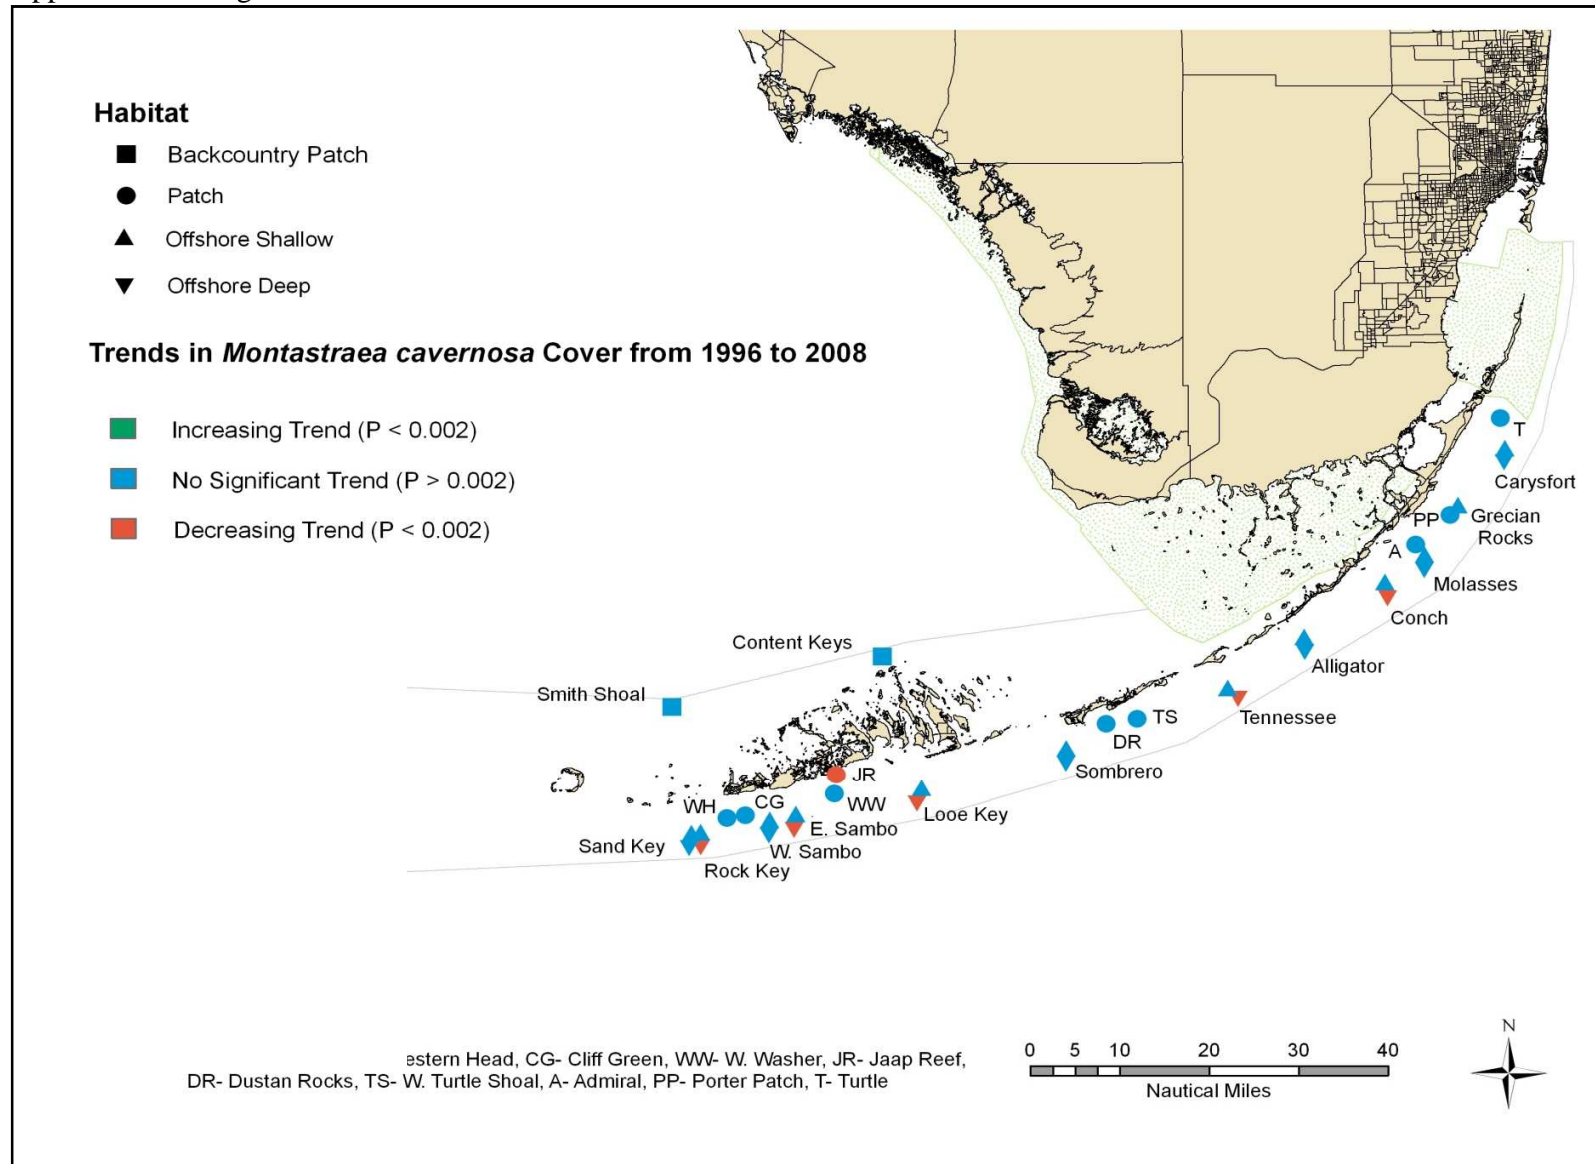 Habitat
Backcountry Patch
Patch
Offshore Shallow
Offshore Deep
Trends in Montastraea cavernosa Cover from 1996 to 2008
Increasing Trend (P < 0.002)
No Significant Trend (P > 0.002)
Decreasing Trend (P < 0.002)
T
Carysfort
PP
Grecian
Rocks
A
Molasses
Conch
Alligator
Tennessee
Content Keys
Smith Shoal
TS
DR
Sombrero
JR
WW
Looe Key
WH
CG
E. Sambo
W. Sambo
Sand Key
Rock Key
estern Head, CG- Cliff Green, WW- W. Washer, JR- Jaap Reef,
DR- Dustan Rocks, TS- W. Turtle Shoal, A- Admiral, PP- Porter Patch, T- Turtle
0 5 10 20 30 40
Nautical Miles
N